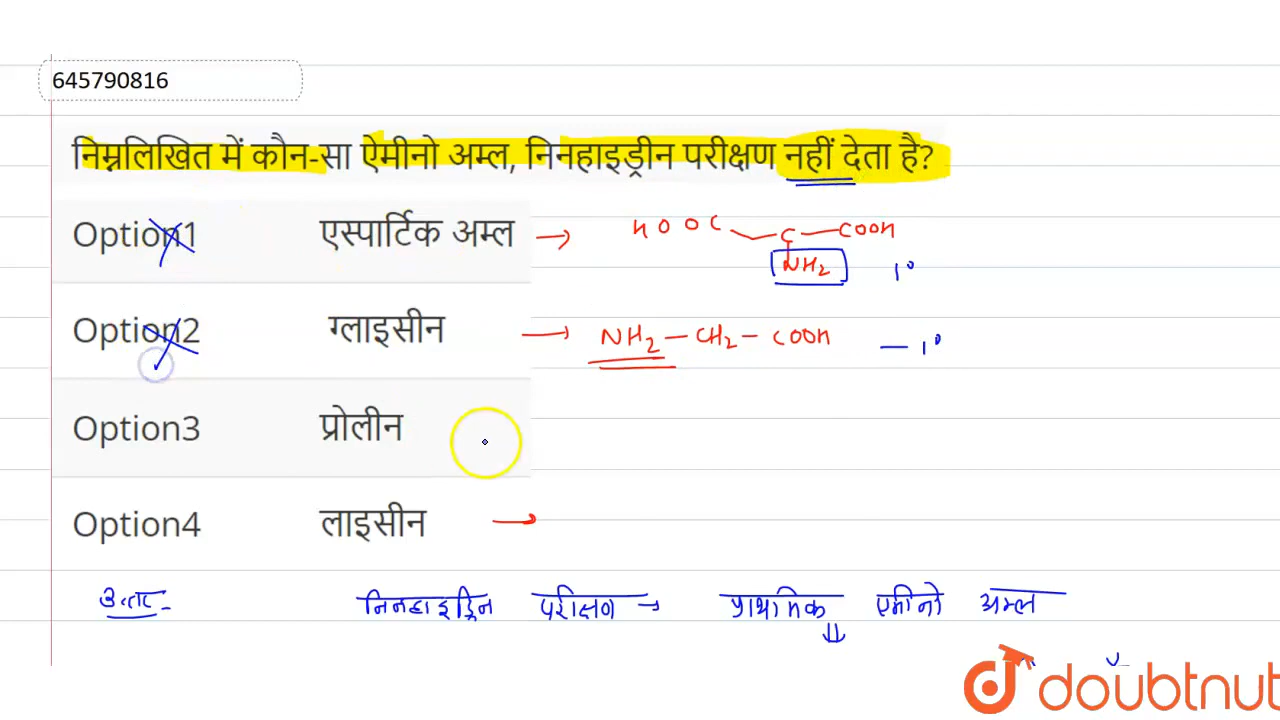 645790816
निम्नलिखित में कौन-सा ऐमीनो अम्ल, निनहाइड्रीन परीक्षण नहीं देता है?
Option1 एस्पार्टिक अम्ल → HOOC C COOH
NH2 1°
Option2 ग्लाइसीन → NH2 - CH2 - COOH - 1°
Option3 प्रोलीन
Option4 लाइसीन →
उत्तर - निनहाइड्रिन परीक्षण → प्राथमिक एमीनो अम्ल
doubtnut